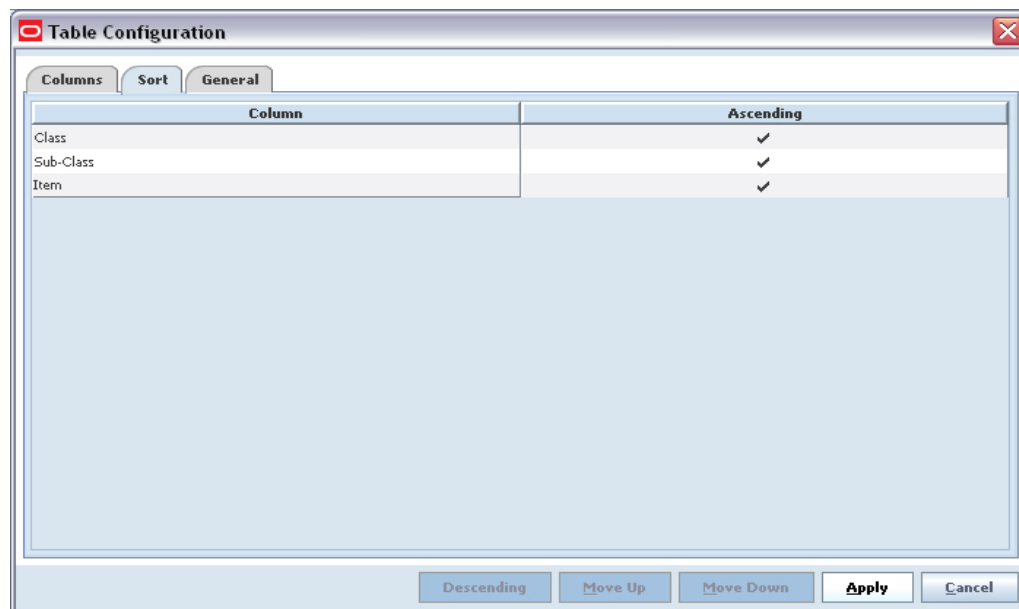 Table Configuration
Columns Sort General
Column Ascending
Class
Sub-Class
Item
Descending Move Up Move Down Apply Cancel